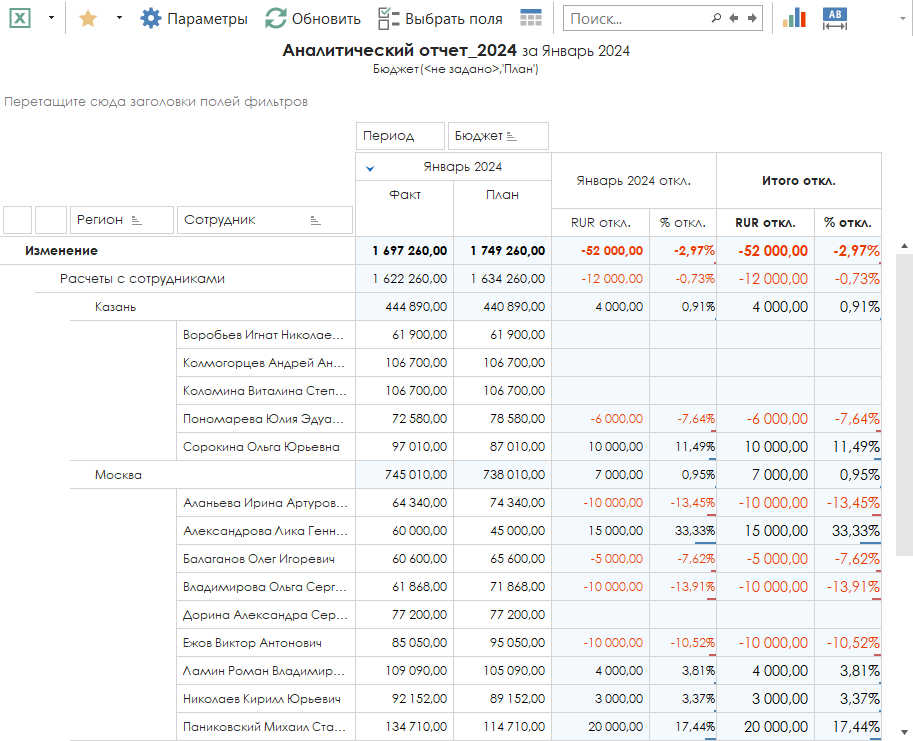 Параметры Обновить Выбрать поля Поиск... AB
Аналитический отчет_2024 за Январь 2024
Бюджет(<не задано>,'План')
Перетащите сюда заголовки полей фильтров
Период Бюджет
Январь 2024 Январь 2024 откл. Итого откл.
Факт План
Регион Сотрудник RUR откл. % откл. RUR откл. % откл.
Изменение 1 697 260,00 1 749 260,00 -52 000,00 -2,97% -52 000,00 -2,97%
Расчеты с сотрудниками 1 622 260,00 1 634 260,00 -12 000,00 -0,73% -12 000,00 -0,73%
Казань 444 890,00 440 890,00 4 000,00 0,91% 4 000,00 0,91%
Воробьев Игнат Николае... 61 900,00 61 900,00
Колмогорцев Андрей Ан... 106 700,00 106 700,00
Коломина Виталина Степ... 106 700,00 106 700,00
Пономарева Юлия Эдуа... 72 580,00 78 580,00 -6 000,00 -7,64% -6 000,00 -7,64%
Сорокина Ольга Юрьевна 97 010,00 87 010,00 10 000,00 11,49% 10 000,00 11,49%
Москва 745 010,00 738 010,00 7 000,00 0,95% 7 000,00 0,95%
Аланьева Ирина Артуров... 64 340,00 74 340,00 -10 000,00 -13,45% -10 000,00 -13,45%
Александрова Лика Генн... 60 000,00 45 000,00 15 000,00 33,33% 15 000,00 33,33%
Балаганов Олег Игоревич 60 600,00 65 600,00 -5 000,00 -7,62% -5 000,00 -7,62%
Владимирова Ольга Серг... 61 868,00 71 868,00 -10 000,00 -13,91% -10 000,00 -13,91%
Дорина Александра Сер... 77 200,00 77 200,00
Ежов Виктор Антонович 85 050,00 95 050,00 -10 000,00 -10,52% -10 000,00 -10,52%
Ламин Роман Владимир... 109 090,00 105 090,00 4 000,00 3,81% 4 000,00 3,81%
Николаев Кирилл Юрьевич 92 152,00 89 152,00 3 000,00 3,37% 3 000,00 3,37%
Паниковский Михаил Ста... 134 710,00 114 710,00 20 000,00 17,44% 20 000,00 17,44%